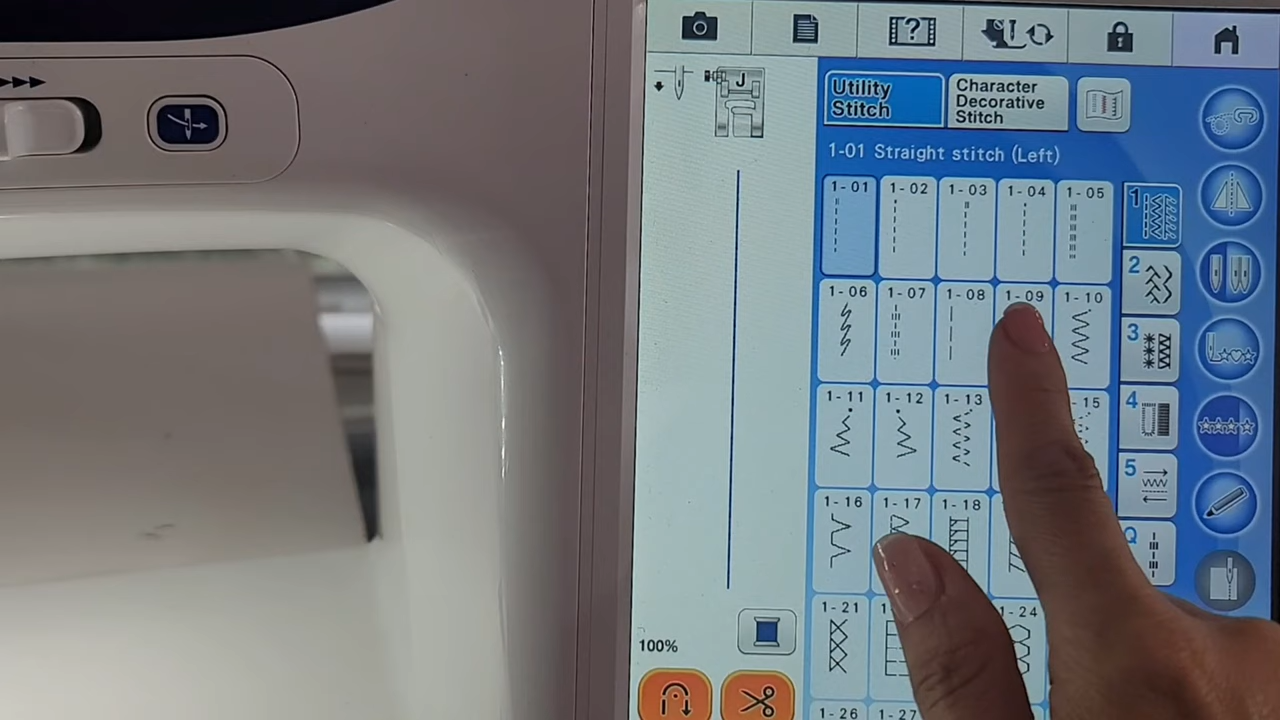 J
Utility
Stitch
Character
Decorative
Stitch
1-01 Straight stitch (Left)
1-01 1-02 1-03 1-04 1-05
1
1-06 1-07 1-08 1-09 1-10
2
3
1-11 1-12 1-13 15
4
1-16 1-17 1-18
5
Q
1-21 1-24
100%
1-26 1-27